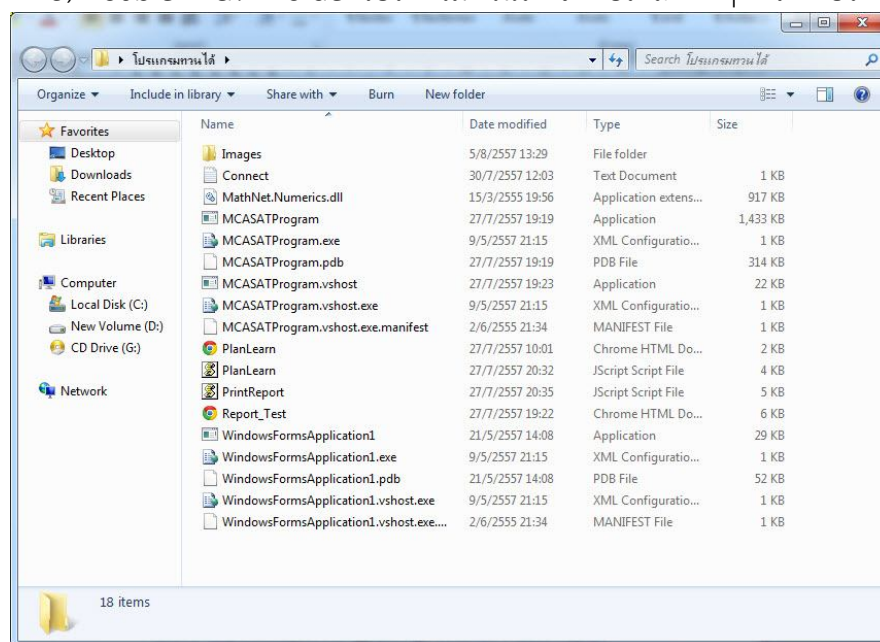 โปรแกรมทวนได้
Search โปรแกรมทวนได้
Organize Include in library Share with Burn New folder
Name Date modified Type Size
Favorites
Desktop
Downloads
Recent Places
Libraries
Computer
Local Disk (C:)
New Volume (D:)
CD Drive (G:)
Network
Images 5/8/2557 13:29 File folder
Connect 30/7/2557 12:03 Text Document 1 KB
MathNet.Numerics.dll 15/3/2555 19:56 Application extens... 917 KB
MCASATProgram 27/7/2557 19:19 Application 1,433 KB
MCASATProgram.exe 9/5/2557 21:15 XML Configuratio... 1 KB
MCASATProgram.pdb 27/7/2557 19:19 PDB File 314 KB
MCASATProgram.vshost 27/7/2557 19:23 Application 22 KB
MCASATProgram.vshost.exe 9/5/2557 21:15 XML Configuratio... 1 KB
MCASATProgram.vshost.exe.manifest 2/6/2555 21:34 MANIFEST File 1 KB
PlanLearn 27/7/2557 10:01 Chrome HTML Do... 2 KB
PlanLearn 27/7/2557 20:32 JScript Script File 4 KB
PrintReport 27/7/2557 20:35 JScript Script File 5 KB
Report_Test 27/7/2557 19:22 Chrome HTML Do... 6 KB
WindowsFormsApplication1 21/5/2557 14:08 Application 29 KB
WindowsFormsApplication1.exe 9/5/2557 21:15 XML Configuratio... 1 KB
WindowsFormsApplication1.pdb 21/5/2557 14:08 PDB File 52 KB
WindowsFormsApplication1.vshost.exe 9/5/2557 21:15 XML Configuratio... 1 KB
WindowsFormsApplication1.vshost.exe.... 2/6/2555 21:34 MANIFEST File 1 KB
18 items